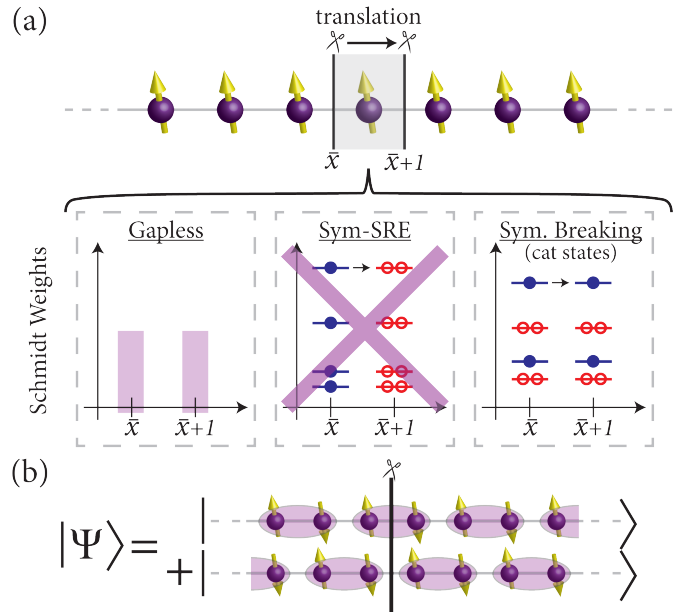 (a)
translation
x̄
x̄+1
Schmidt Weights
Gapless
x̄
x̄+1
Sym-SRE
x̄
x̄+1
Sym. Breaking
(cat states)
x̄
x̄+1
(b)
|Ψ⟩= | ⟩
+| ⟩